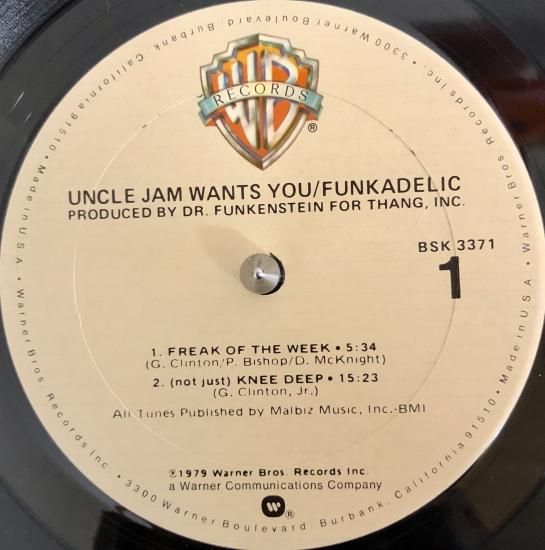 WB
RECORDS
®
UNCLE JAM WANTS YOU/FUNKADELIC
PRODUCED BY DR. FUNKENSTEIN FOR THANG, INC.
BSK 3371
1
1. FREAK OF THE WEEK • 5:34
(G. Clinton/P. Bishop/D. McKnight)
2. (not just) KNEE DEEP • 15:23
(G. Clinton, Jr.)
All Tunes Published by Malbiz Music, Inc.-BMI
℗1979 Warner Bros. Records Inc.
a Warner Communications Company
W ®
Warner Bros. Records Inc. • 3300 Warner Boulevard, Burbank, California 91510 • Made in U.S.A. • Warner Bros. Records Inc. • 3300 Warner Boulevard, Burbank, California 91510 • Made in U.S.A. •